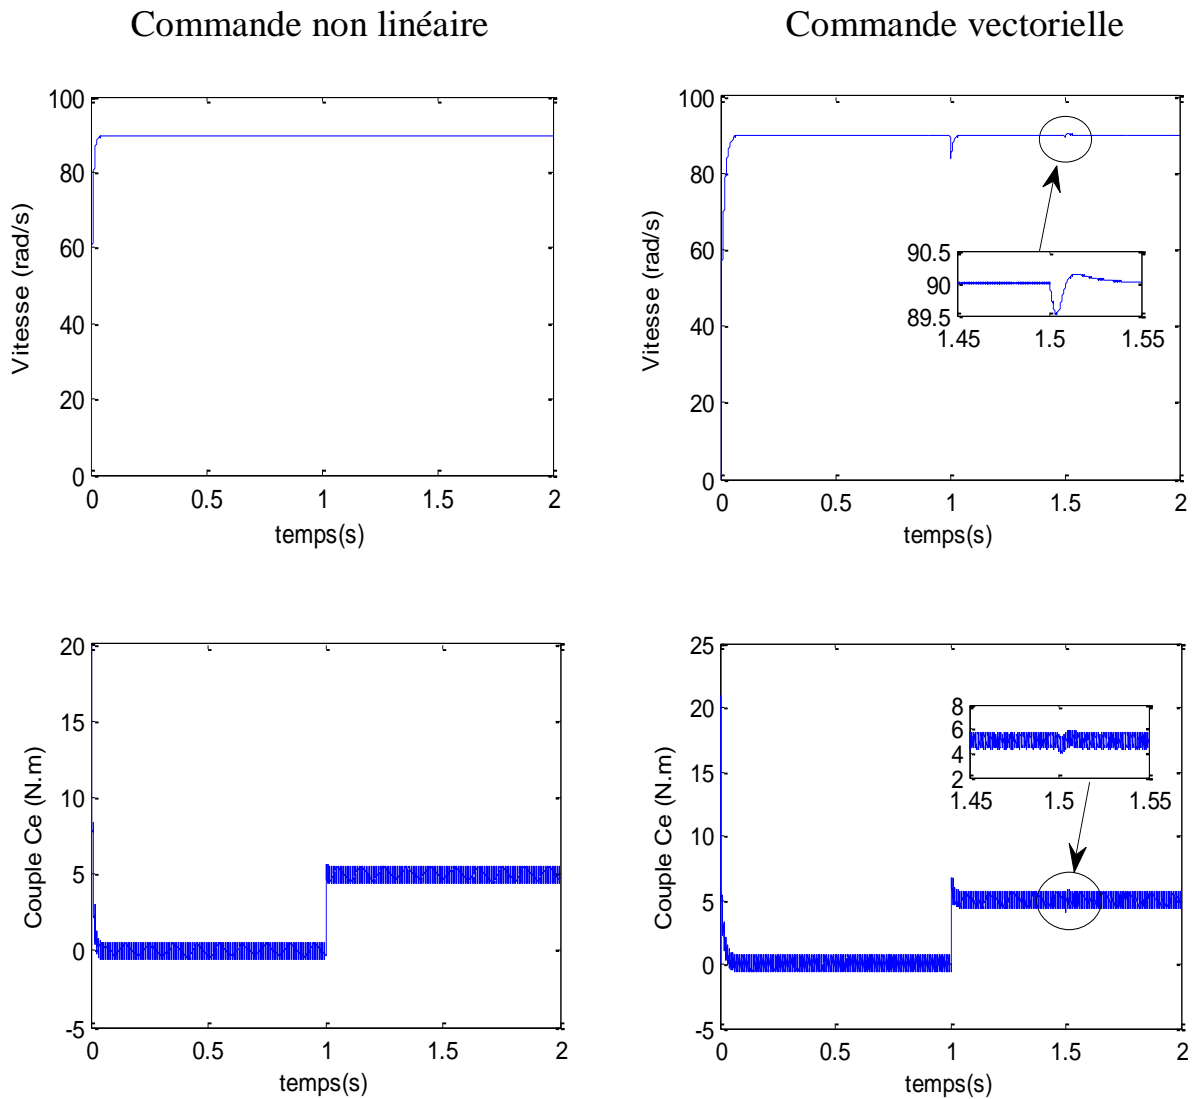 Commande non linéaire
Commande vectorielle
100
80
60
40
20
0
Vitesse (rad/s)
0 0.5 1 1.5 2
temps(s)
100
80
60
40
20
0
Vitesse (rad/s)
90.5
90
89.5
1.45 1.5 1.55
0 0.5 1 1.5 2
temps(s)
20
15
10
5
0
-5
Couple Ce (N.m)
0 0.5 1 1.5 2
temps(s)
25
20
15
10
5
0
-5
Couple Ce (N.m)
8
6
4
2
1.45 1.5 1.55
0 0.5 1 1.5 2
temps(s)